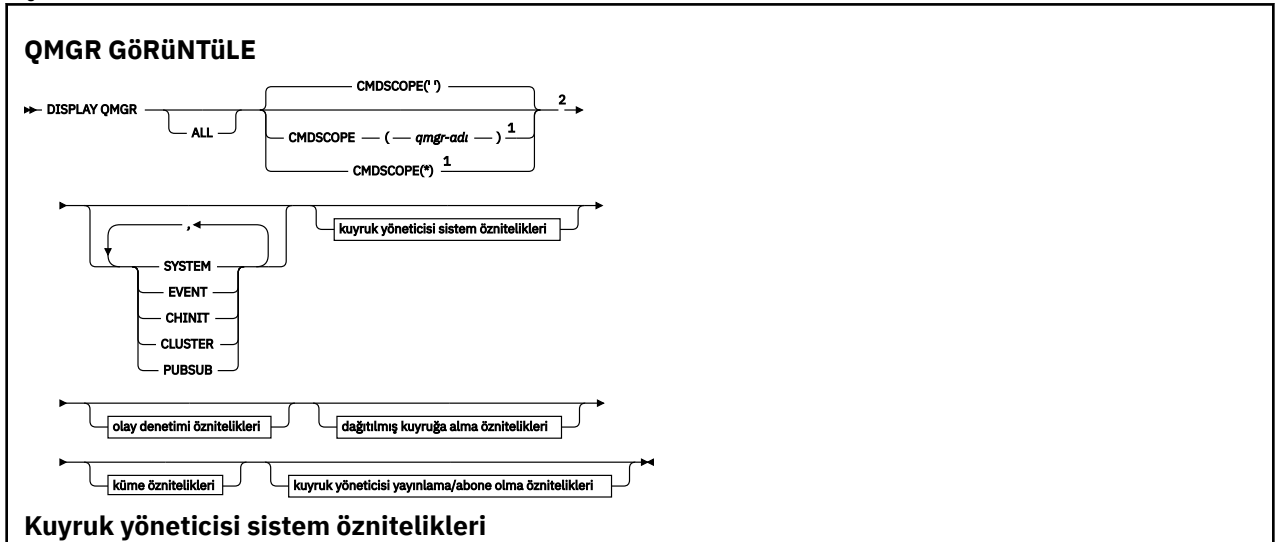 QMGR GöRüNTüLE
CMDSCOPE(' ')
DISPLAY QMGR
2
ALL
CMDSCOPE — ( — qmgr-adı — ) 1
CMDSCOPE(*) 1
,
kuyruk yöneticisi sistem öznitelikleri
SYSTEM
EVENT
CHINIT
CLUSTER
PUBSUB
olay denetimi öznitelikleri
dağıtılmış kuyruğa alma öznitelikleri
küme öznitelikleri
kuyruk yöneticisi yayınlama/abone olma öznitelikleri
Kuyruk yöneticisi sistem öznitelikleri